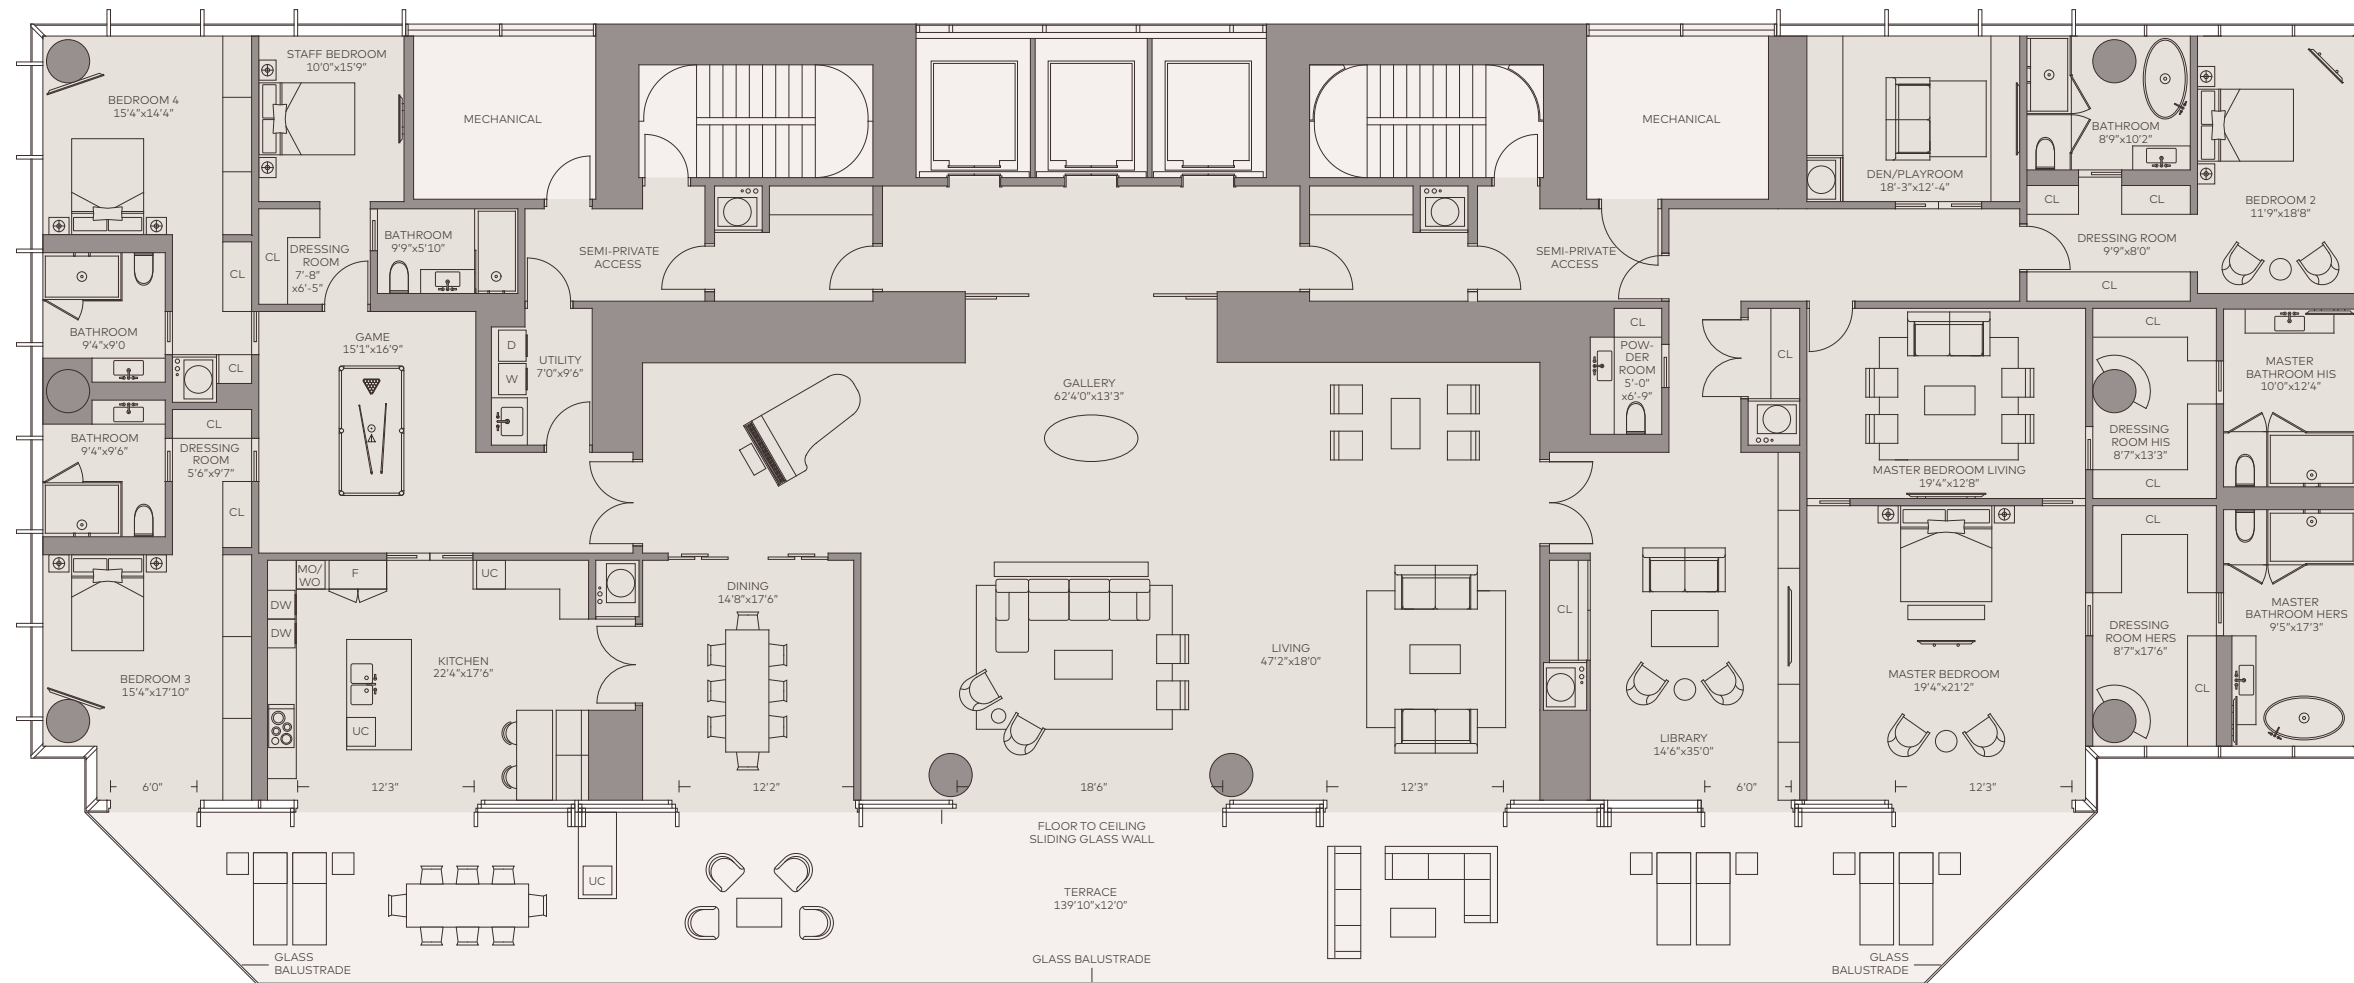 BEDROOM 4
15'4"x14'4"
STAFF BEDROOM
10'0"x15'9"
MECHANICAL
MECHANICAL
DEN/PLAYROOM
18'-3"x12'-4"
BATHROOM
8'9"x10'2"
BEDROOM 2
11'9"x18'8"
CL
CL
DRESSING ROOM
9'9"x8'0"
CL
CL
CL
DRESSING
ROOM
7'-8"
x6'-5"
BATHROOM
9'9"x5'10"
SEMI-PRIVATE
ACCESS
SEMI-PRIVATE
ACCESS
BATHROOM
9'4"x9'0
CL
GAME
15'1"x16'9"
D
W
UTILITY
7'0"x9'6"
GALLERY
62'4'0"x13'3"
CL
POW-
DER
ROOM
5'-0"
x6'-9"
CL
CL
MASTER
BATHROOM HIS
10'0"x12'4"
DRESSING
ROOM HIS
8'7"x13'3"
CL
MASTER BEDROOM LIVING
19'4"x12'8"
BATHROOM
9'4"x9'6"
CL
DRESSING
ROOM
5'6"x9'7"
CL
MO/
WO
F
UC
DW
DW
KITCHEN
22'4"x17'6"
UC
DINING
14'8"x17'6"
LIVING
47'2"x18'0"
CL
LIBRARY
14'6"x35'0"
MASTER BEDROOM
19'4"x21'2"
CL
DRESSING
ROOM HERS
8'7"x17'6"
CL
MASTER
BATHROOM HERS
9'5"x17'3"
BEDROOM 3
15'4"x17'10"
6'0"
12'3"
12'2"
18'6"
12'3"
6'0"
12'3"
FLOOR TO CEILING
SLIDING GLASS WALL
UC
TERRACE
139'10"x12'0"
GLASS
BALUSTRADE
GLASS BALUSTRADE
GLASS
BALUSTRADE